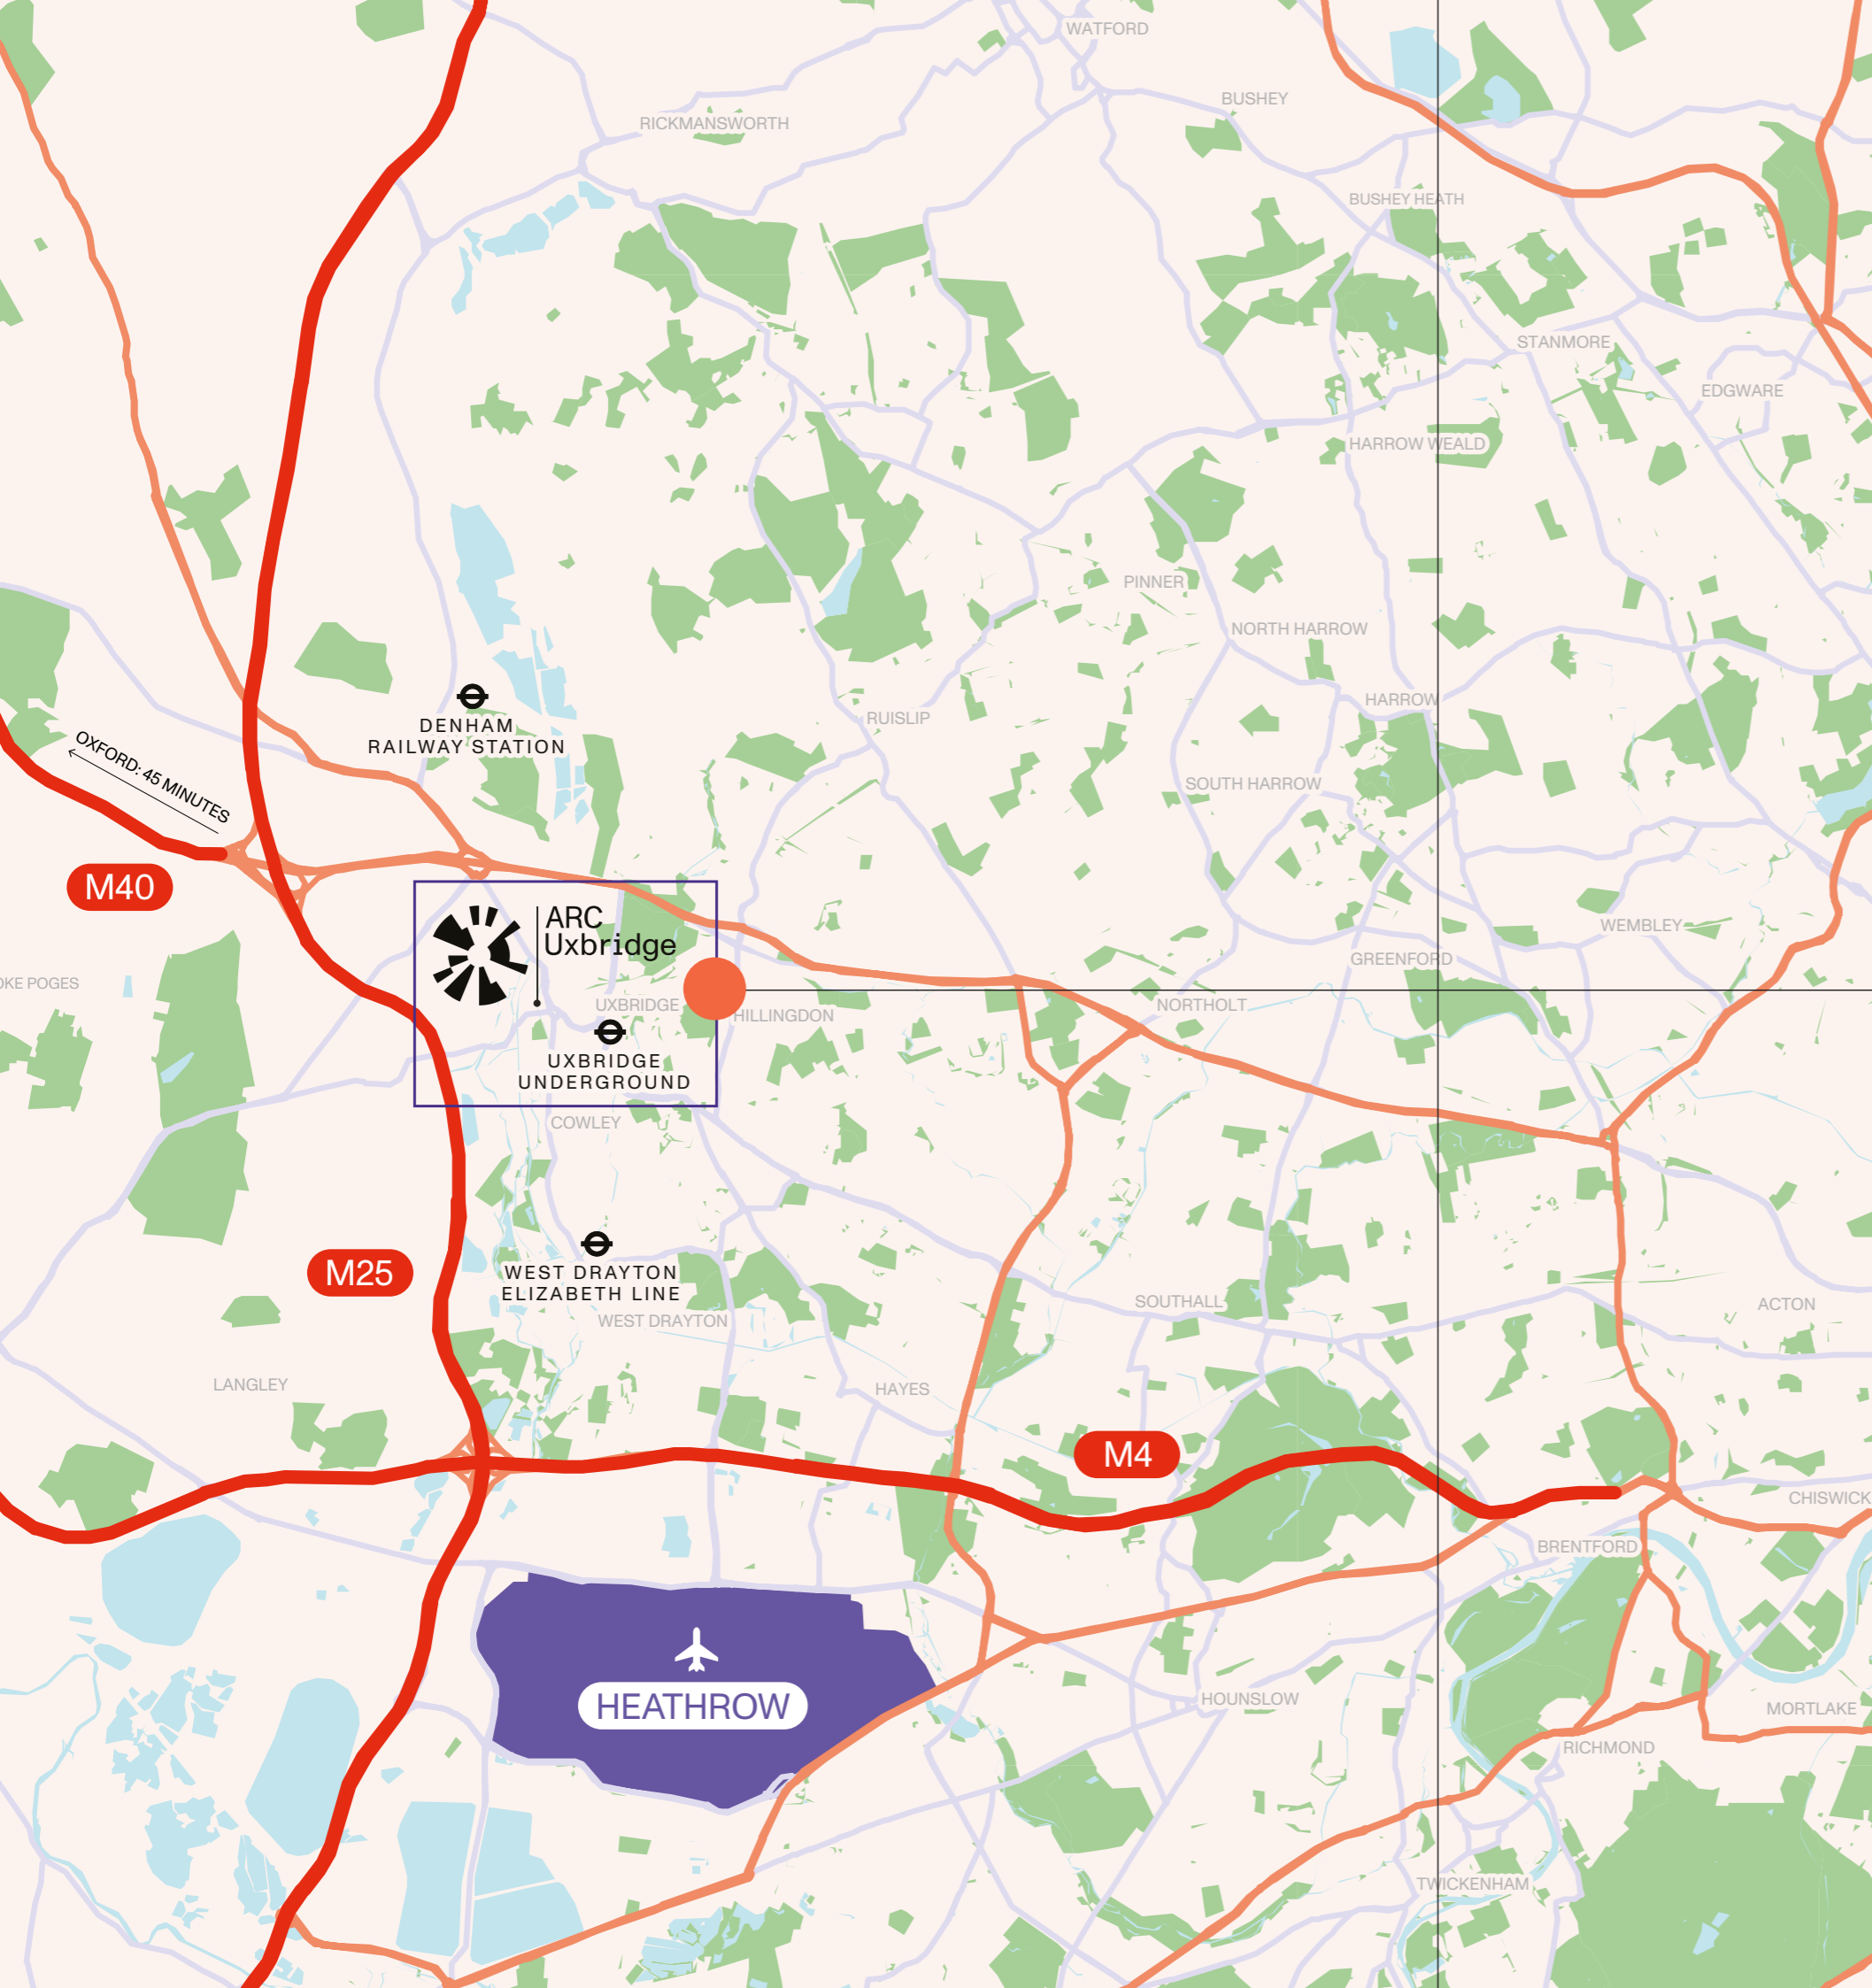 WATFORD
BUSHEY
RICKMANSWORTH
BUSHEY HEATH
STANMORE
EDGWARE
HARROW WEALD
PINNER
NORTH HARROW
HARROW
RUISLIP
DENHAM
RAILWAY STATION
OXFORD: 45 MINUTES
SOUTH HARROW
M40
ARC
Uxbridge
WEMBLEY
GREENFORD
OKE POGES
UXBRIDGE
HILLINGDON
NORTHOLT
UXBRIDGE
UNDERGROUND
COWLEY
M25
WEST DRAYTON
ELIZABETH LINE
WEST DRAYTON
SOUTHALL
ACTON
LANGLEY
HAYES
M4
CHISWICK
BRENTFORD
HEATHROW
HOUNSLOW
MORTLAKE
RICHMOND
TWICKENHAM